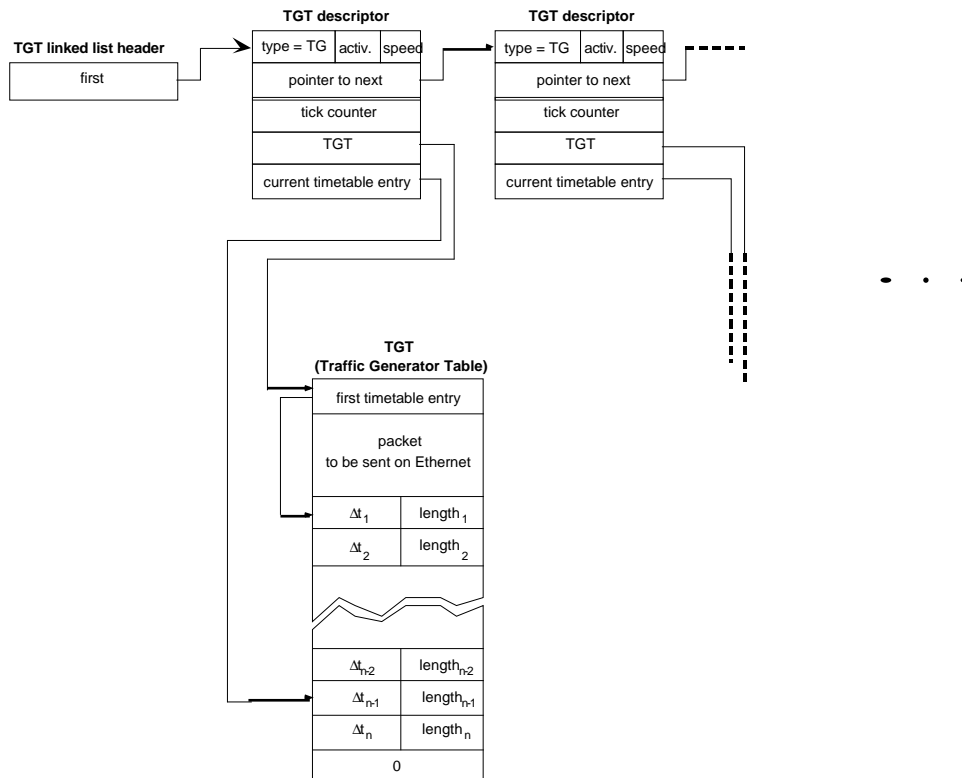 TGT linked list header
first
TGT descriptor
type = TG activ. speed
pointer to next
tick counter
TGT
current timetable entry
TGT descriptor
type = TG activ. speed
pointer to next
tick counter
TGT
current timetable entry
TGT
(Traffic Generator Table)
first timetable entry
packet
to be sent on Ethernet
Δt1 length1
Δt2 length2
Δtn-2 lengthn-2
Δtn-1 lengthn-1
Δtn lengthn
0